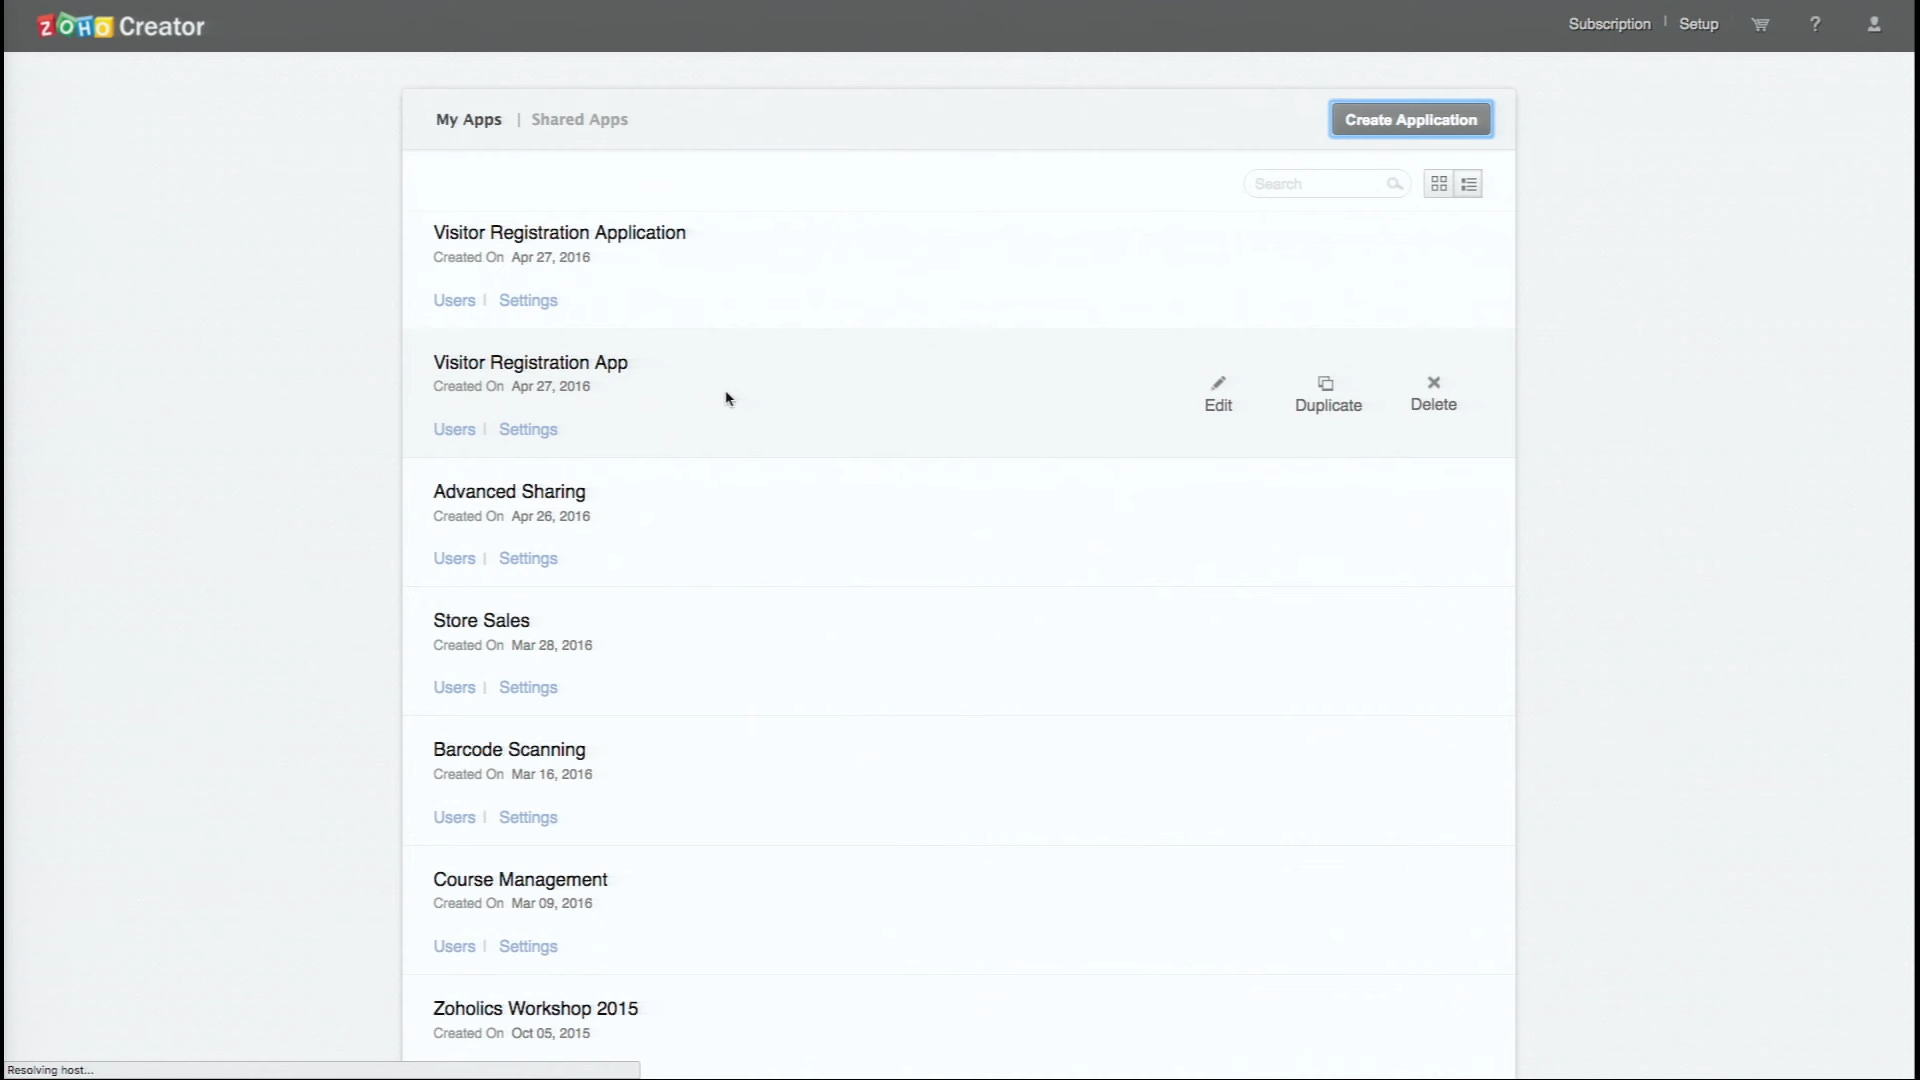 ZOHO Creator
Subscription | Setup ?
My Apps | Shared Apps
Create Application
Search
Visitor Registration Application
Created On Apr 27, 2016
Users | Settings
Visitor Registration App
Created On Apr 27, 2016
Edit Duplicate Delete
Users | Settings
Advanced Sharing
Created On Apr 26, 2016
Users | Settings
Store Sales
Created On Mar 28, 2016
Users | Settings
Barcode Scanning
Created On Mar 16, 2016
Users | Settings
Course Management
Created On Mar 09, 2016
Users | Settings
Zoholics Workshop 2015
Created On Oct 05, 2015
Resolving host...